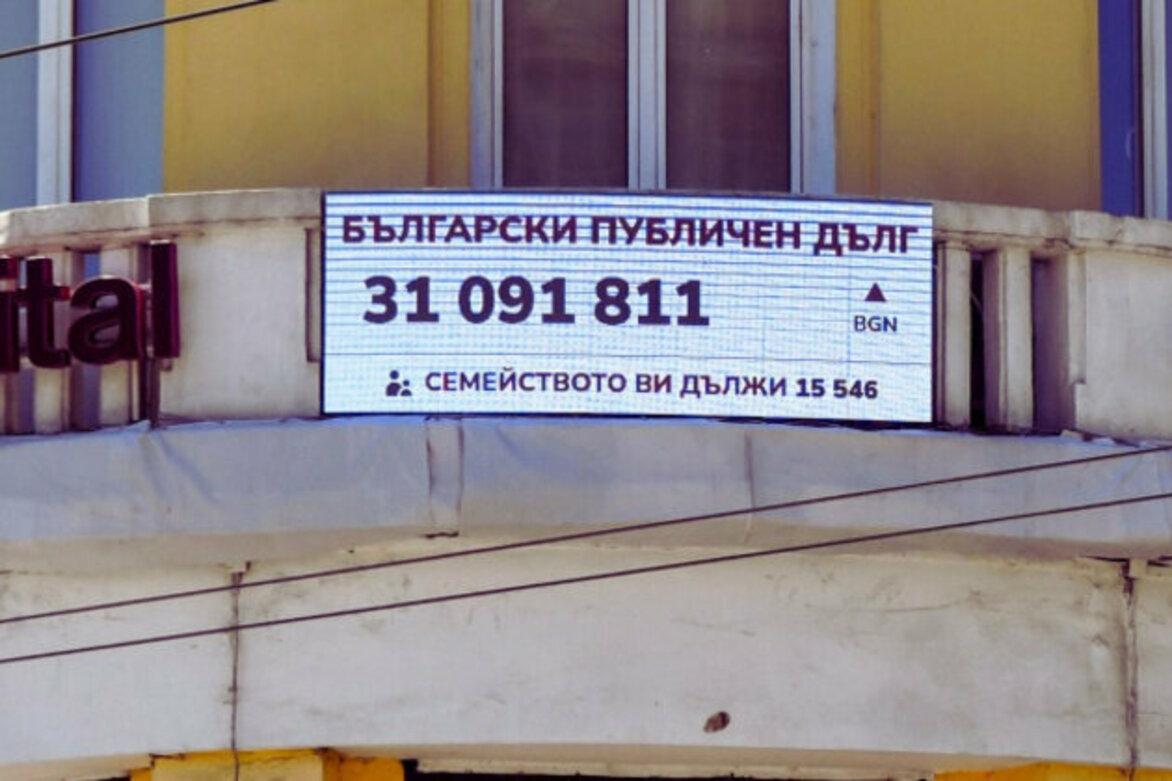 БЪЛГАРСКИ ПУБЛИЧЕН ДЪЛГ
31 091 811
BGN
СЕМЕЙСТВОТО ВИ ДЪЛЖИ 15 546
ital